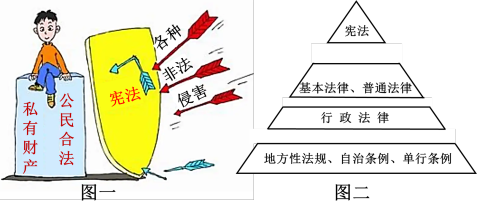 各种
非法
侵害
宪法
公民合法
私有财产
图一
宪法
基本法律、普通法律
行政法律
地方性法规、自治条例、单行条例
图二